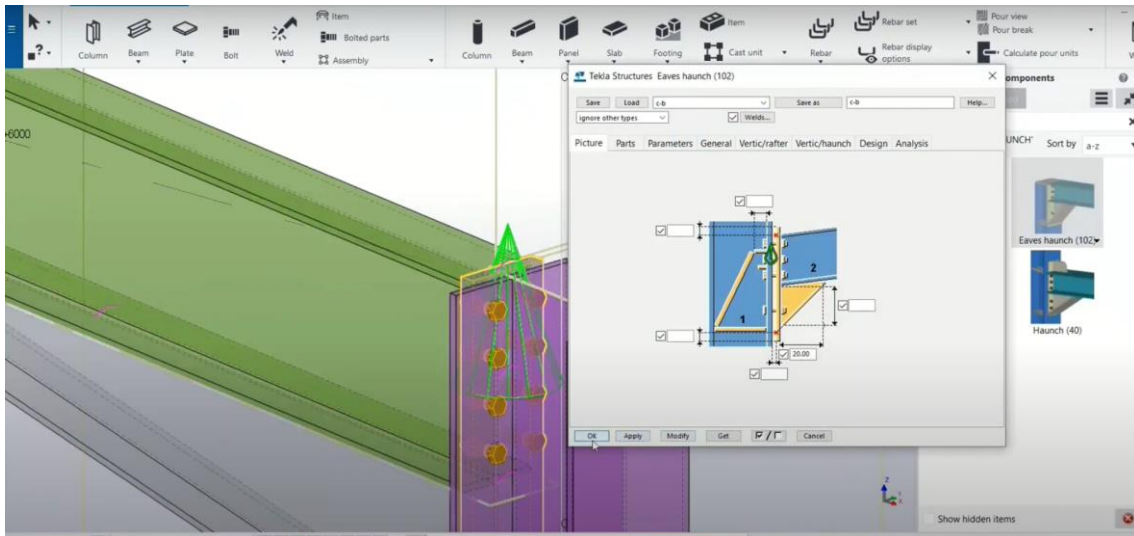 Item
Bolted parts
Assembly
Column
Beam
Plate
Bolt
Weld
Column
Beam
Panel
Slab
Footing
Item
Cast unit
Rebar
Rebar set
Rebar display
options
Pour view
Pour break
Calculate pour units
Tekla Structures Eaves haunch (102)
Save
Load
c-b
Save as
c-b
Help...
ignore other types
Welds...
Picture
Parts
Parameters
General
Vertic/rafter
Vertic/haunch
Design
Analysis
1
2
20.00
OK
Apply
Modify
Get
/
Cancel
omponents
UNCH'
Sort by
a-z
Eaves haunch (102)
Haunch (40)
Show hidden items
+6000
z